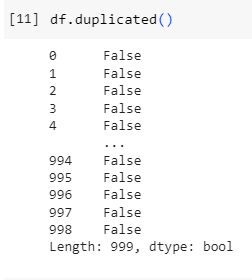 [11] df.duplicated()
0 False
1 False
2 False
3 False
4 False
...
994 False
995 False
996 False
997 False
998 False
Length: 999, dtype: bool